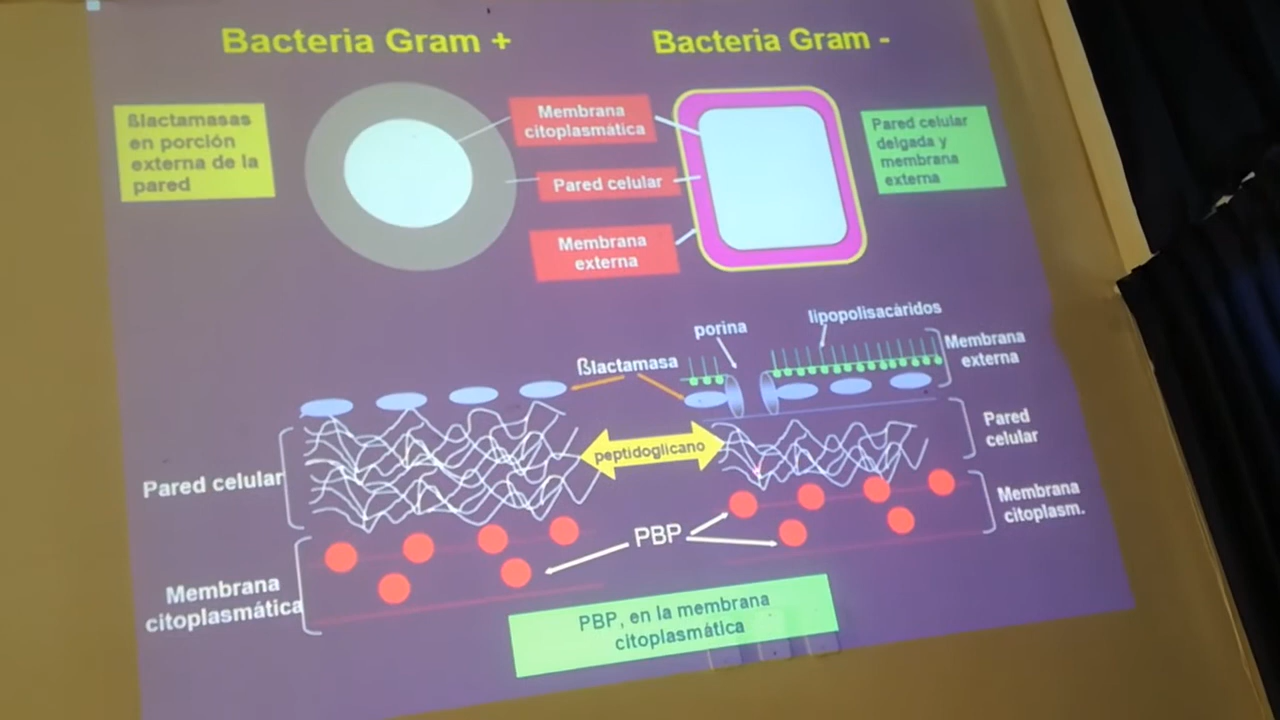 Bacteria Gram +
Bacteria Gram -
ßlactamasas
en porción
externa de la
pared
Membrana
citoplasmática
Pared celular
Membrana
externa
Pared celular
delgada y
membrana
externa
porina
lipopolisacáridos
ßlactamasa
Membrana
externa
Pared
celular
peptidoglicano
Pared celular
Membrana
citoplasm.
PBP
Membrana
citoplasmática
PBP, en la membrana
citoplasmática